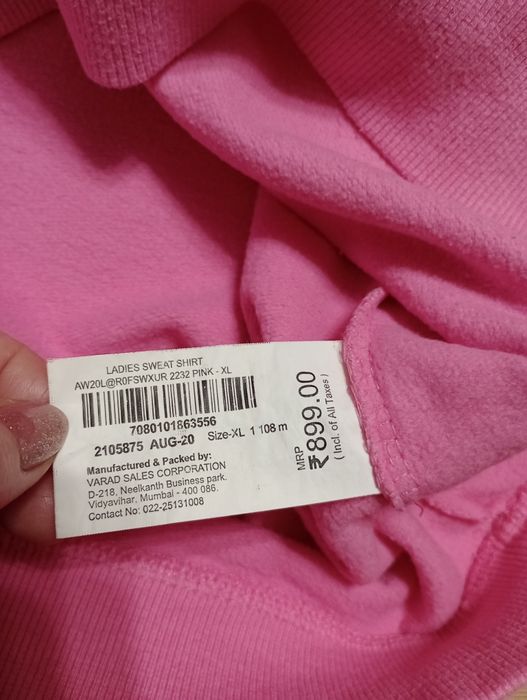 LADIES SWEAT SHIRT
AW20L@R0FSWXUR 2232 PINK - XL
7080101863556
2105875 AUG-20 Size-XL 1 108 m
Manufactured & Packed by:
VARAD SALES CORPORATION
D-218, Neelkanth Business park,
Vidyavihar, Mumbai - 400 086.
Contact No: 022-25131008
MRP
₹899.00
( Incl. of All Taxes )